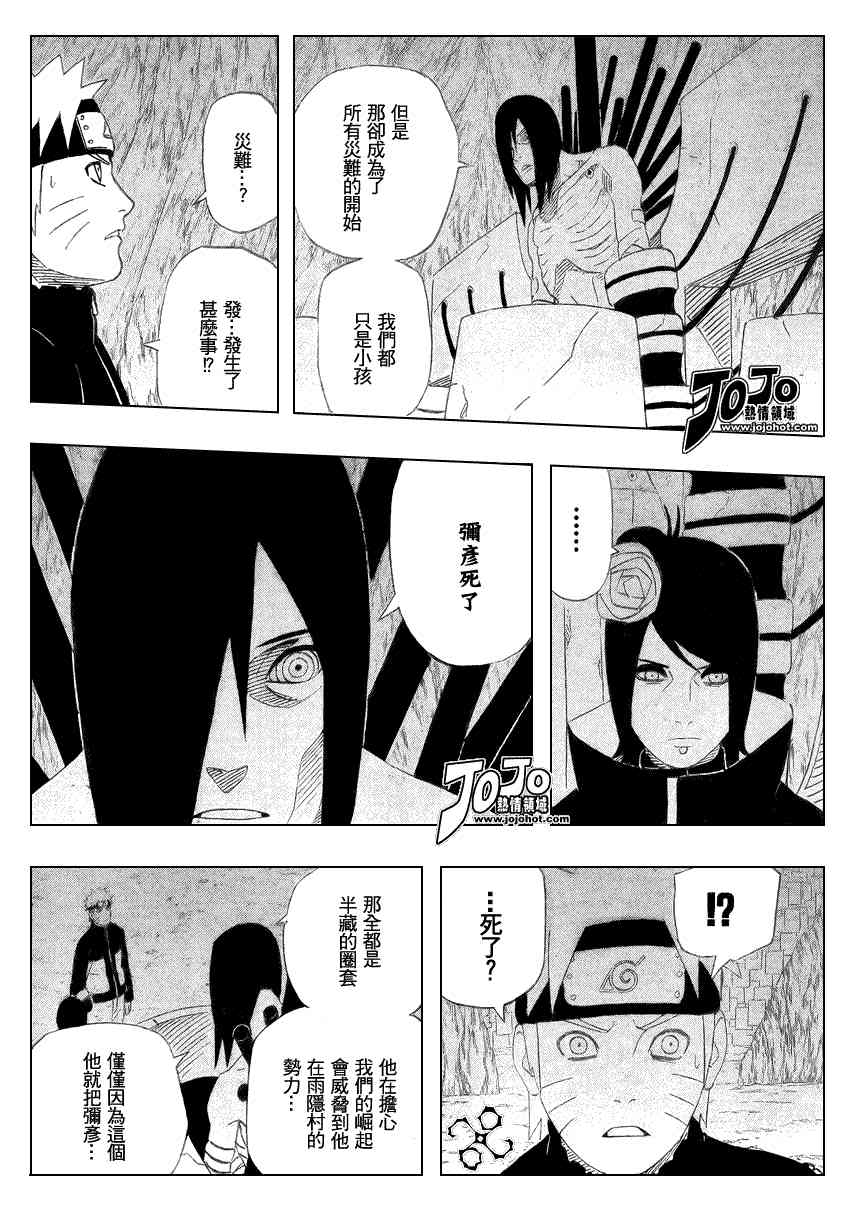 但是
那卻成為了
所有災難的開始
我們都
只是小孩
災難…?
發…發生了
甚麼事!?
JOJO
熱情領域
www.jojohot.com
……
彌彥死了
JOJO
熱情領域
www.jojohot.com
!?
…死了?
那全都是
半藏的圈套
他在擔心
我們的崛起
會威脅到他
在雨隱村的
勢力…
僅僅因為這個
他就把彌彥…